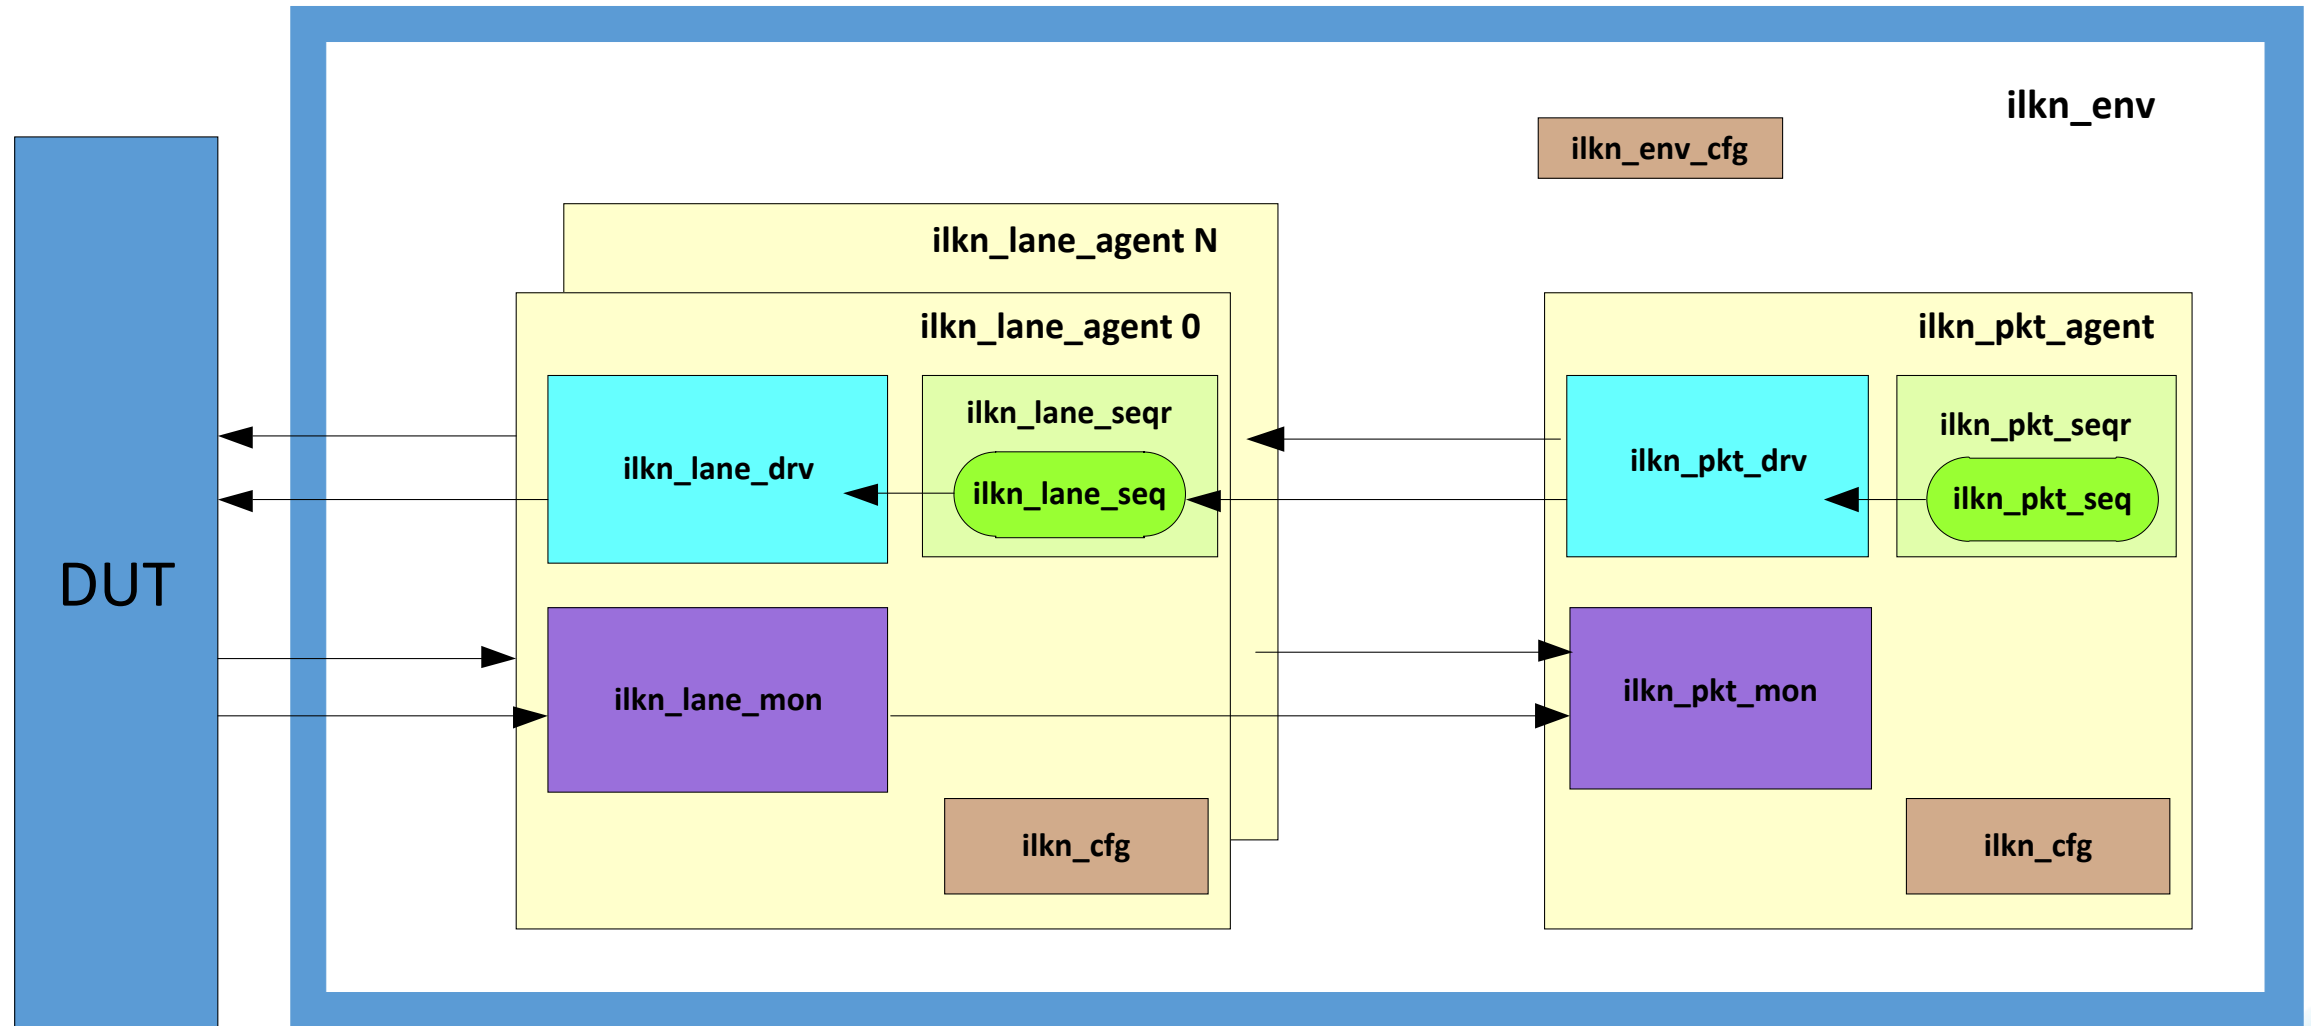 ilkn_env
ilkn_env_cfg
ilkn_lane_agent N
ilkn_lane_agent 0
ilkn_pkt_agent
ilkn_lane_drv
ilkn_lane_seqr
ilkn_lane_seq
ilkn_pkt_drv
ilkn_pkt_seqr
ilkn_pkt_seq
DUT
ilkn_lane_mon
ilkn_pkt_mon
ilkn_cfg
ilkn_cfg